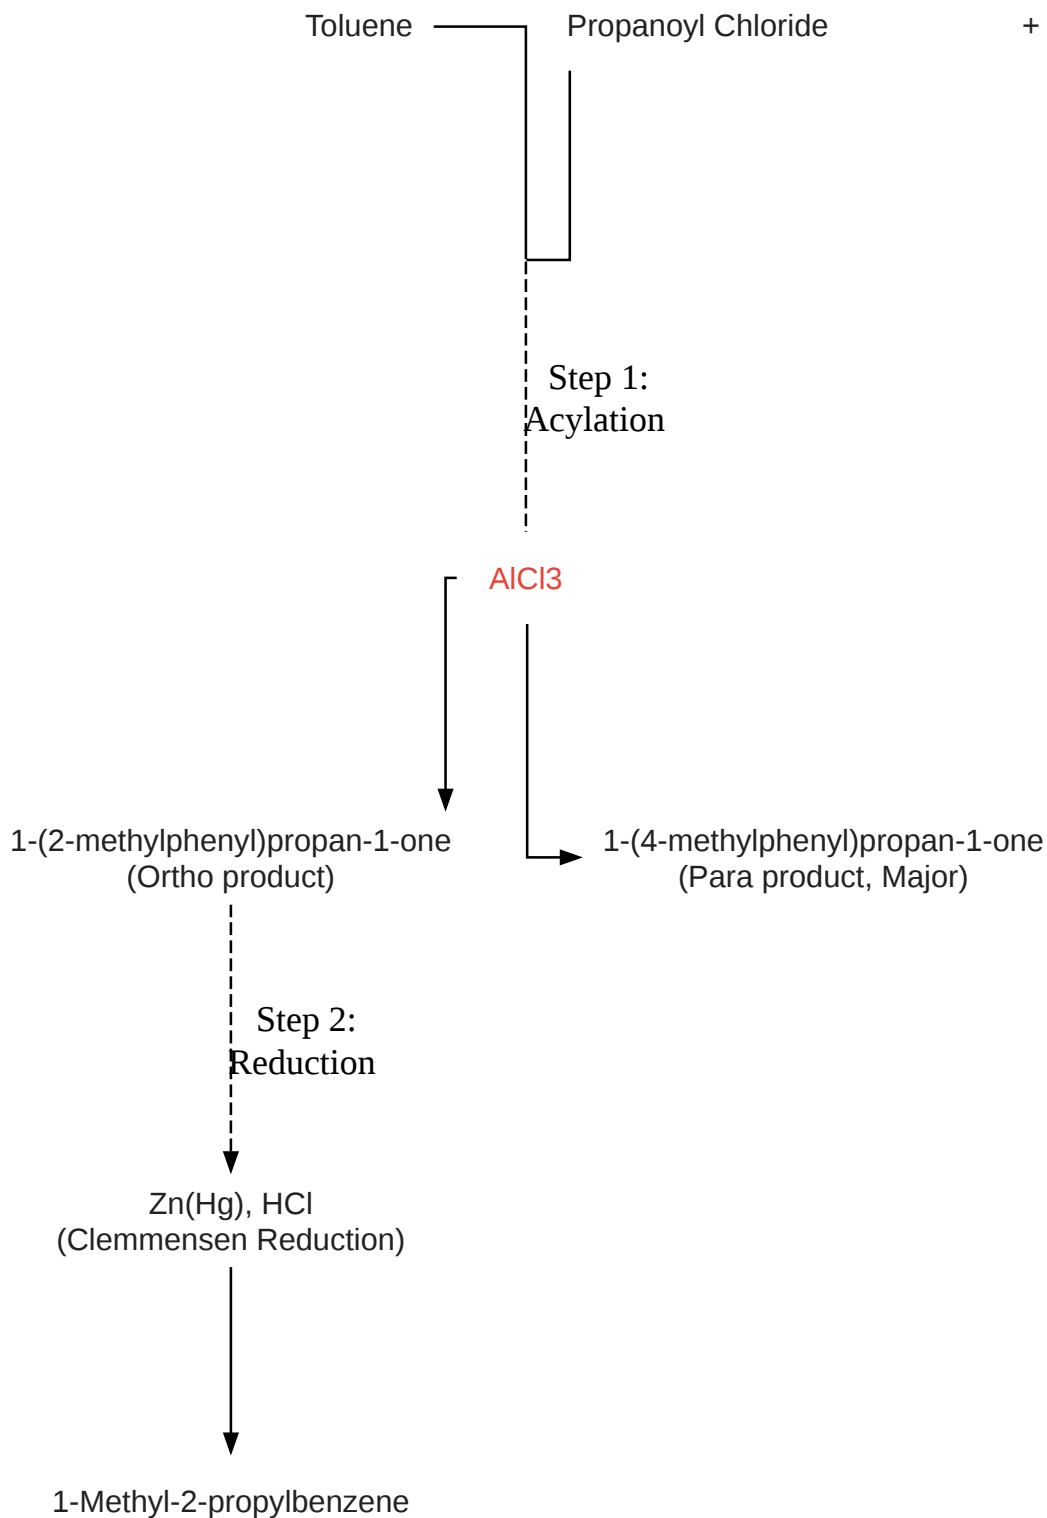 Toluene
Propanoyl Chloride
+
Step 1:
Acylation
AlCl3
1-(2-methylphenyl)propan-1-one
(Ortho product)
1-(4-methylphenyl)propan-1-one
(Para product, Major)
Step 2:
Reduction
Zn(Hg), HCl
(Clemmensen Reduction)
1-Methyl-2-propylbenzene